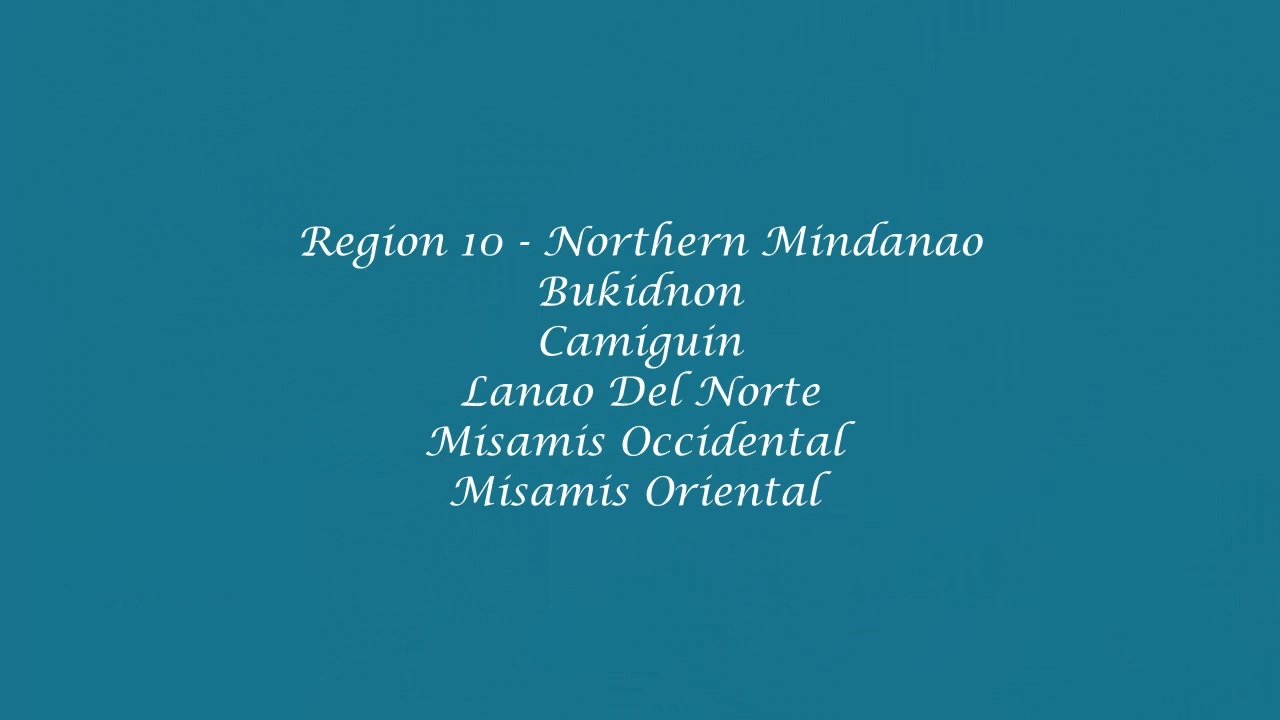 Region 10 - Northern Mindanao
Bukidnon
Camiguin
Lanao Del Norte
Misamis Occidental
Misamis Oriental